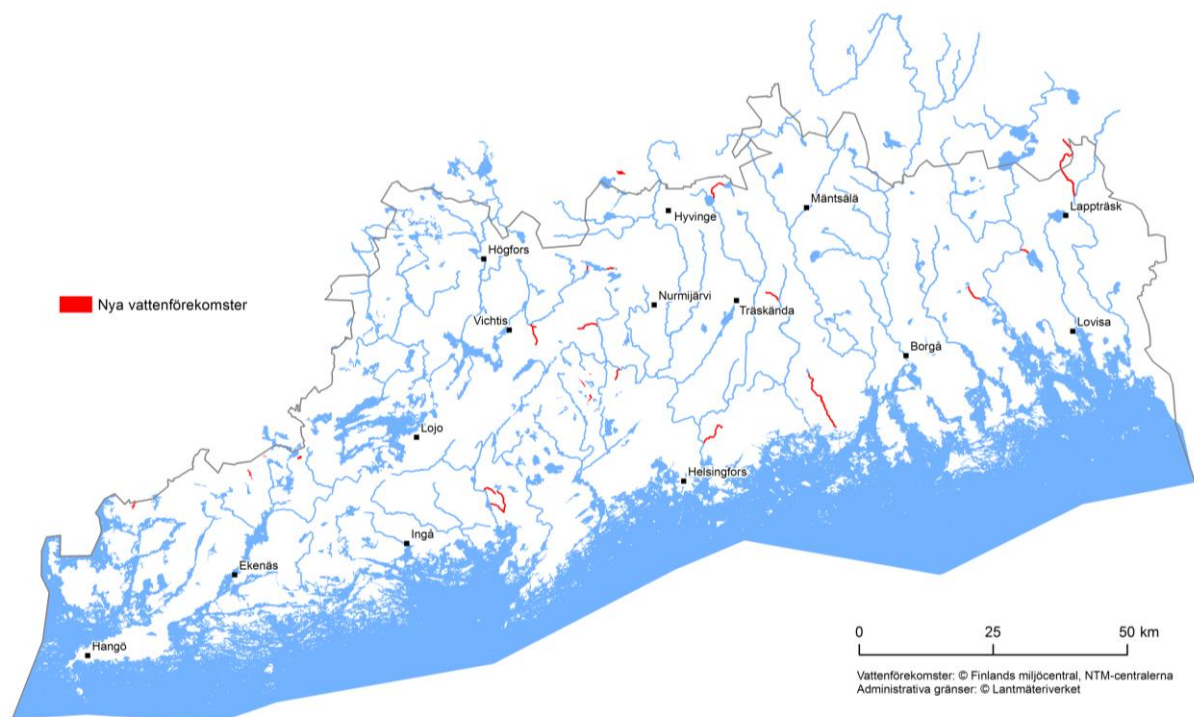 Mäntsälä
Hyvinge
Lappträsk
Högfors
Nya vattenförekomster
Nurmijärvi
Träskända
Vichtis
Lovisa
Borgå
Lojo
Helsingfors
Ingå
Ekenäs
Hangö
0 25 50 km
Vattenförekomster: © Finlands miljöcentral, NTM-centralerna
Administrativa gränser: © Lantmäteriverket